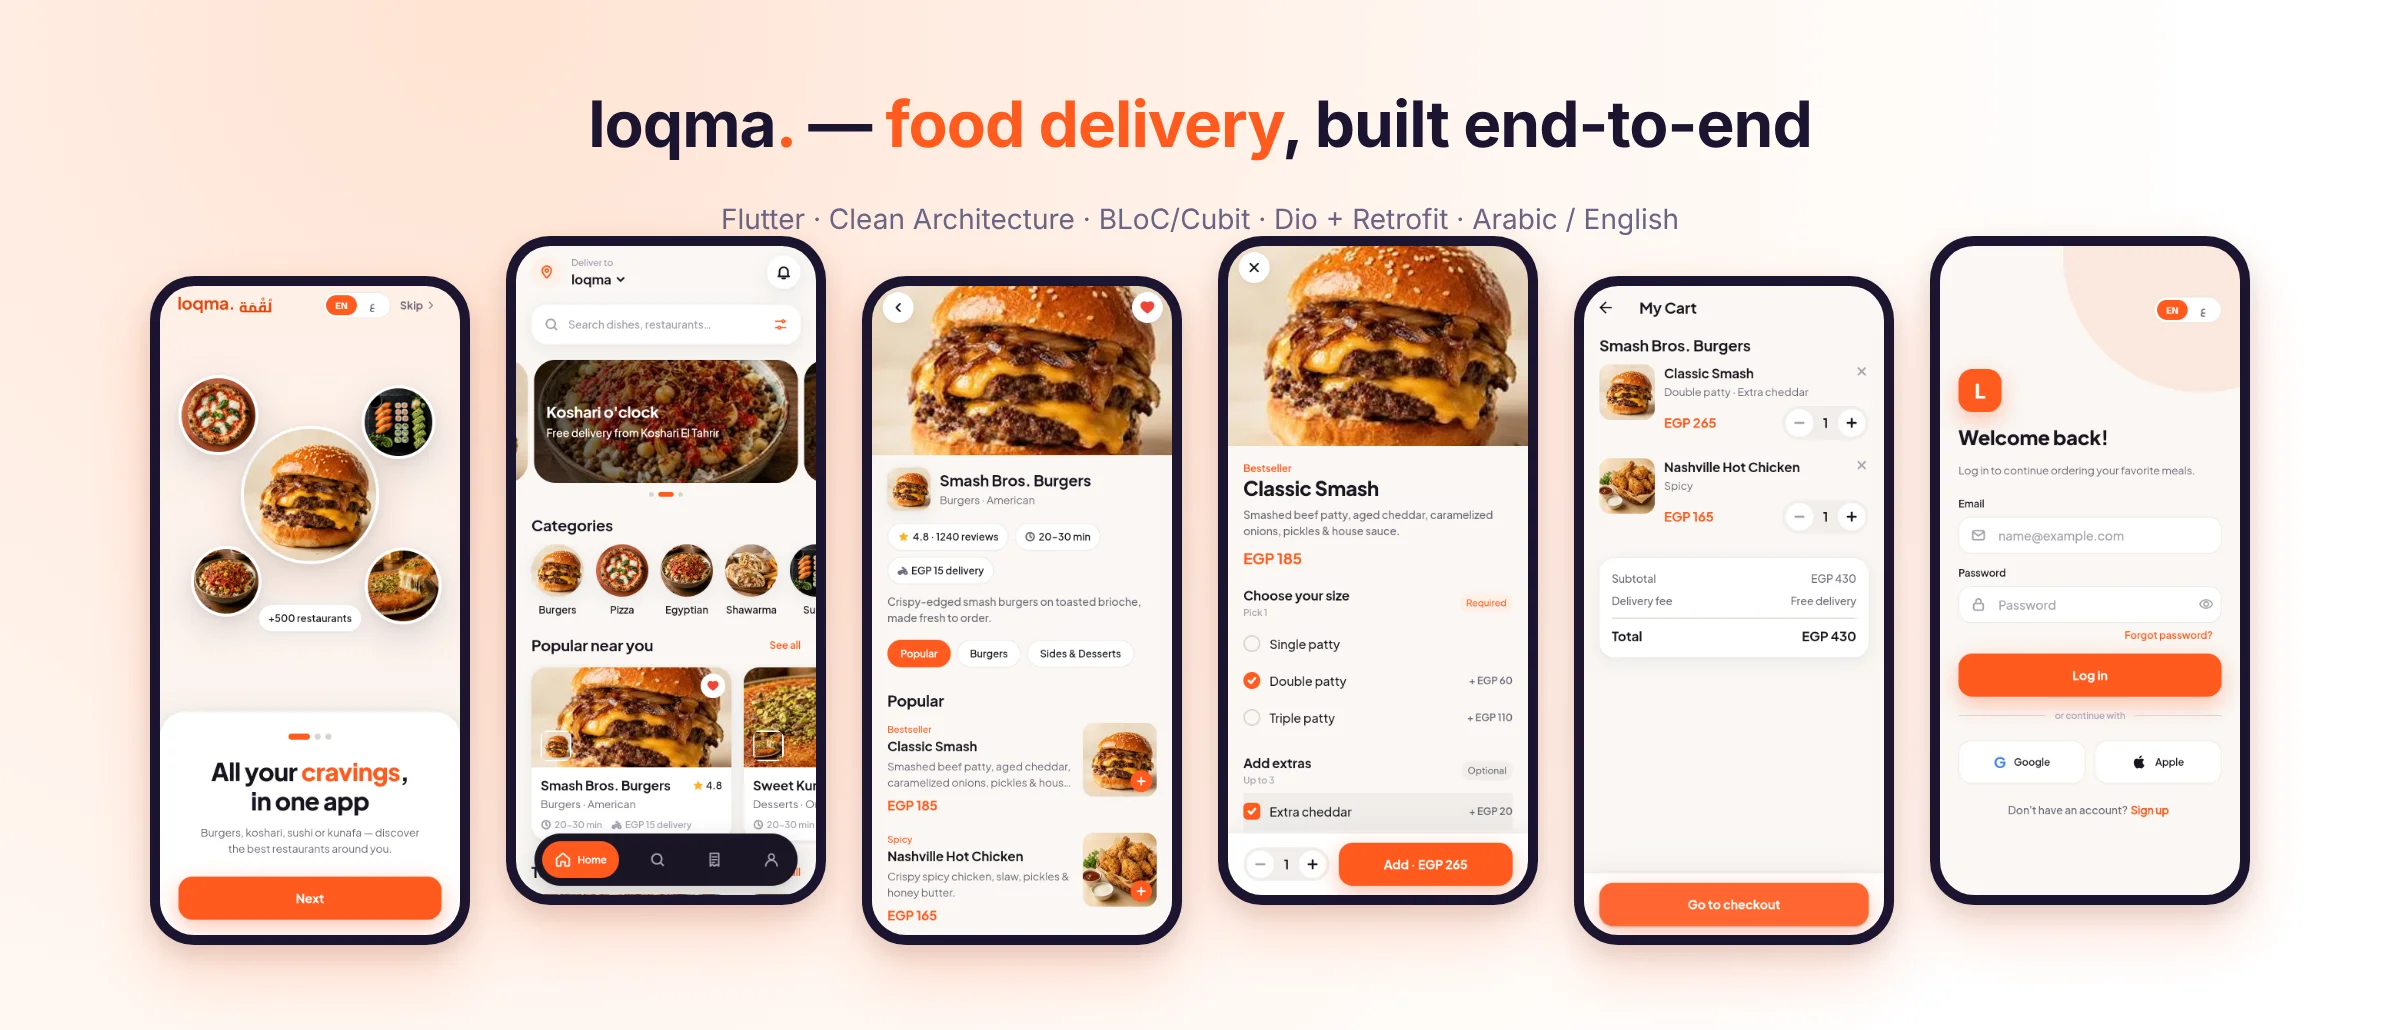 loqma. — food delivery, built end-to-end
Flutter · Clean Architecture · BLoC/Cubit · Dio + Retrofit · Arabic / English
loqma. لُقْمَة
EN ع
Skip
+500 restaurants
All your cravings,
in one app
Burgers, koshari, sushi or kunafa — discover
the best restaurants around you.
Next
Deliver to
loqma
Search dishes, restaurants...
Koshari o'clock
Free delivery from Koshari El Tahrir
Categories
Burgers Pizza Egyptian Shawarma Su
Popular near you See all
Smash Bros. Burgers 4.8
Burgers · American
20–30 min EGP 15 delivery
Sweet Kur
Desserts · O
20–30 min
Home
Smash Bros. Burgers
Burgers · American
4.8 · 1240 reviews 20–30 min
EGP 15 delivery
Crispy-edged smash burgers on toasted brioche,
made fresh to order.
Popular Burgers Sides & Desserts
Popular
Bestseller
Classic Smash
Smashed beef patty, aged cheddar,
caramelized onions, pickles & hous...
EGP 185
Spicy
Nashville Hot Chicken
Crispy spicy chicken, slaw, pickles &
honey butter.
EGP 165
Bestseller
Classic Smash
Smashed beef patty, aged cheddar, caramelized
onions, pickles & house sauce.
EGP 185
Choose your size Required
Pick 1
Single patty
Double patty + EGP 60
Triple patty + EGP 110
Add extras Optional
Up to 3
Extra cheddar + EGP 20
1
Add · EGP 265
My Cart
Smash Bros. Burgers
Classic Smash
Double patty · Extra cheddar
EGP 265 1
Nashville Hot Chicken
Spicy
EGP 165 1
Subtotal EGP 430
Delivery fee Free delivery
Total EGP 430
Go to checkout
EN ع
L
Welcome back!
Log in to continue ordering your favorite meals.
Email
name@example.com
Password
Password
Forgot password?
Log in
or continue with
G Google Apple
Don't have an account? Sign up